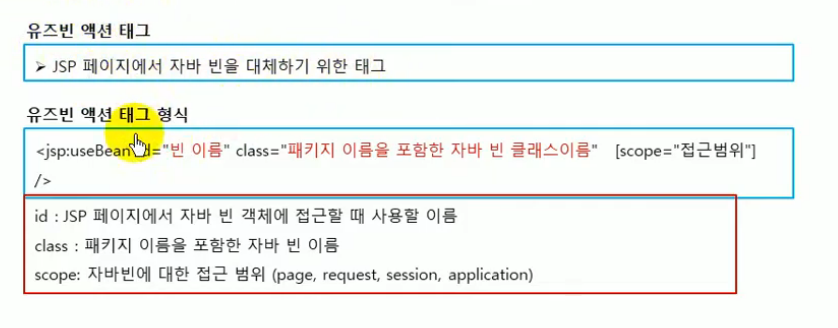 유즈빈 액션 태그
➢ JSP 페이지에서 자바 빈을 대체하기 위한 태그
유즈빈 액션 태그 형식
<jsp:useBean id="빈 이름" class="패키지 이름을 포함한 자바 빈 클래스이름" [scope="접근범위"]
/>
id : JSP 페이지에서 자바 빈 객체에 접근할 때 사용할 이름
class : 패키지 이름을 포함한 자바 빈 이름
scope: 자바빈에 대한 접근 범위 (page, request, session, application)